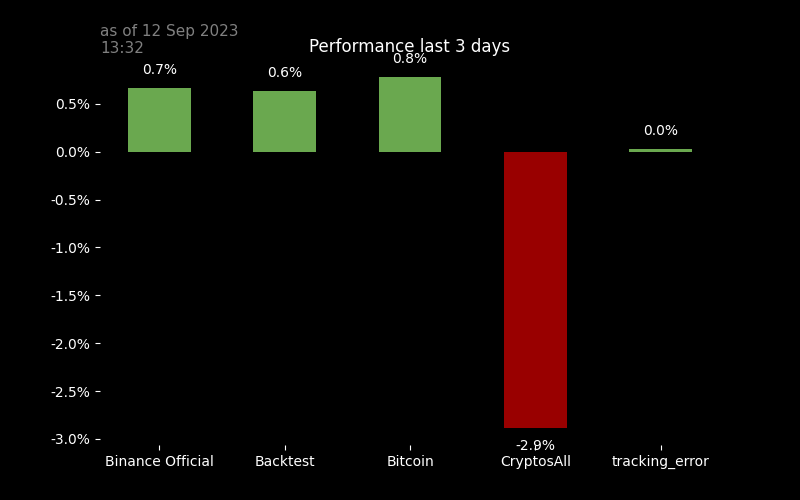 as of 12 Sep 2023
13:32
Performance last 3 days
0.7%
0.6%
0.8%
0.0%
-2.9%
0.5%
0.0%
-0.5%
-1.0%
-1.5%
-2.0%
-2.5%
-3.0%
Binance Official
Backtest
Bitcoin
CryptosAll
tracking_error